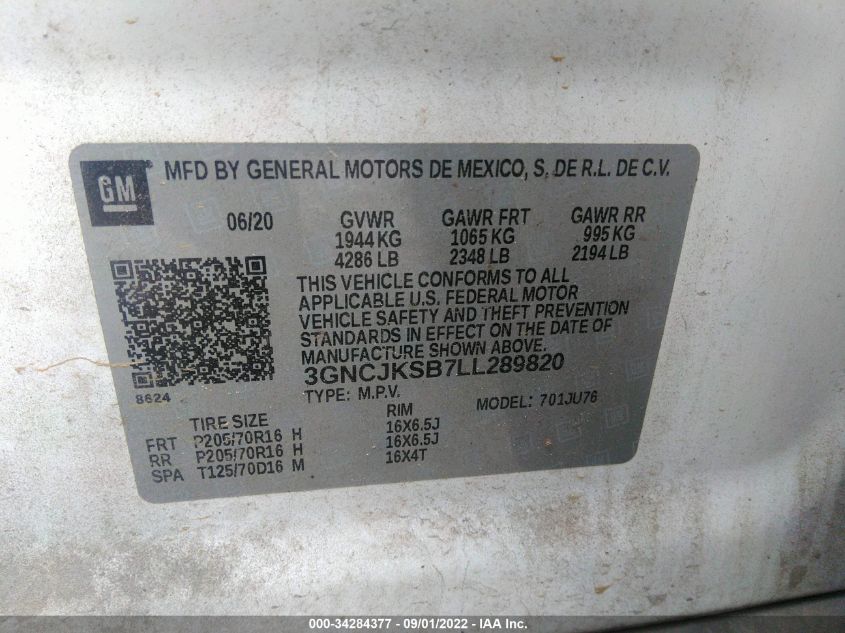 GM MFD BY GENERAL MOTORS DE MEXICO, S. DE R.L. DE C.V.
06/20 GVWR GAWR FRT GAWR RR
1944 KG 1065 KG 995 KG
4286 LB 2348 LB 2194 LB
THIS VEHICLE CONFORMS TO ALL
APPLICABLE U.S. FEDERAL MOTOR
VEHICLE SAFETY AND THEFT PREVENTION
STANDARDS IN EFFECT ON THE DATE OF
MANUFACTURE SHOWN ABOVE.
3GNCJKSB7LL289820
8624
TYPE: M.P.V. MODEL: 701JU76
TIRE SIZE RIM
FRT P205/70R16 H 16X6.5J
RR P205/70R16 H 16X6.5J
SPA T125/70D16 M 16X4T
000-34284377 - 09/01/2022 - IAA Inc.